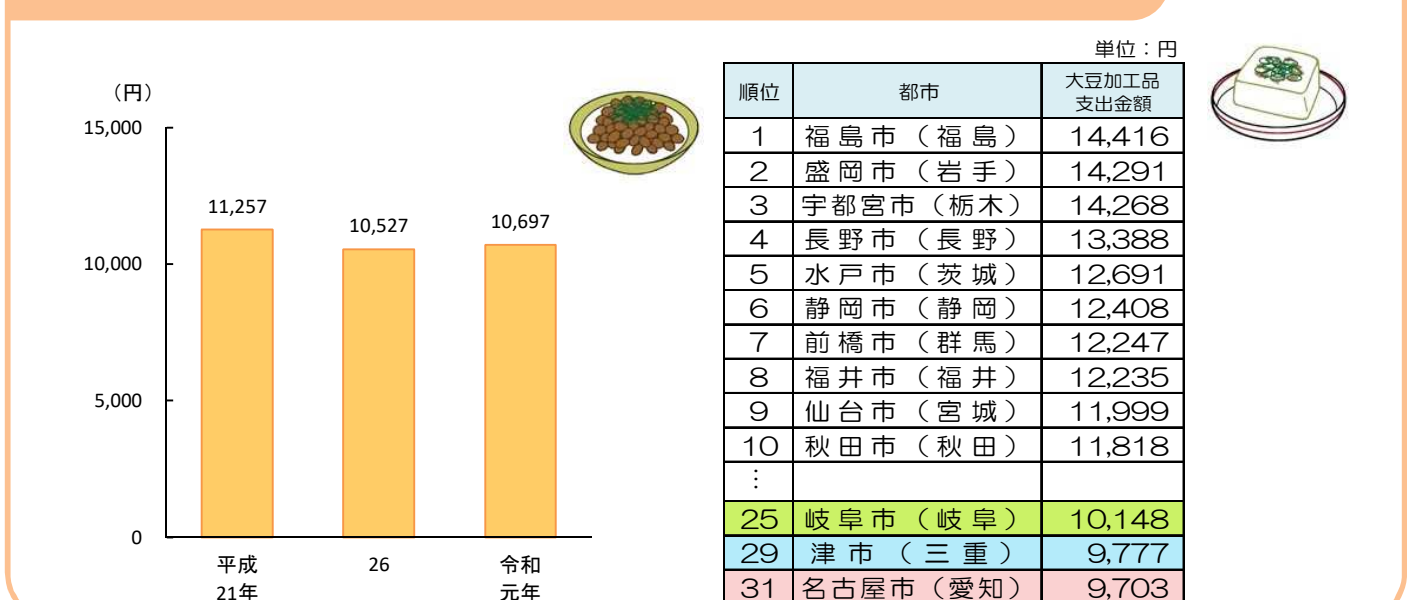 （円）
15,000
10,000
5,000
0
11,257
10,527
10,697
平成
21年
26
令和
元年
単位：円
順位 都市 大豆加工品
支出金額
1 福島市（福島） 14,416
2 盛岡市（岩手） 14,291
3 宇都宮市（栃木） 14,268
4 長野市（長野） 13,388
5 水戸市（茨城） 12,691
6 静岡市（静岡） 12,408
7 前橋市（群馬） 12,247
8 福井市（福井） 12,235
9 仙台市（宮城） 11,999
10 秋田市（秋田） 11,818
⋮
25 岐阜市（岐阜） 10,148
29 津市（三重） 9,777
31 名古屋市（愛知） 9,703